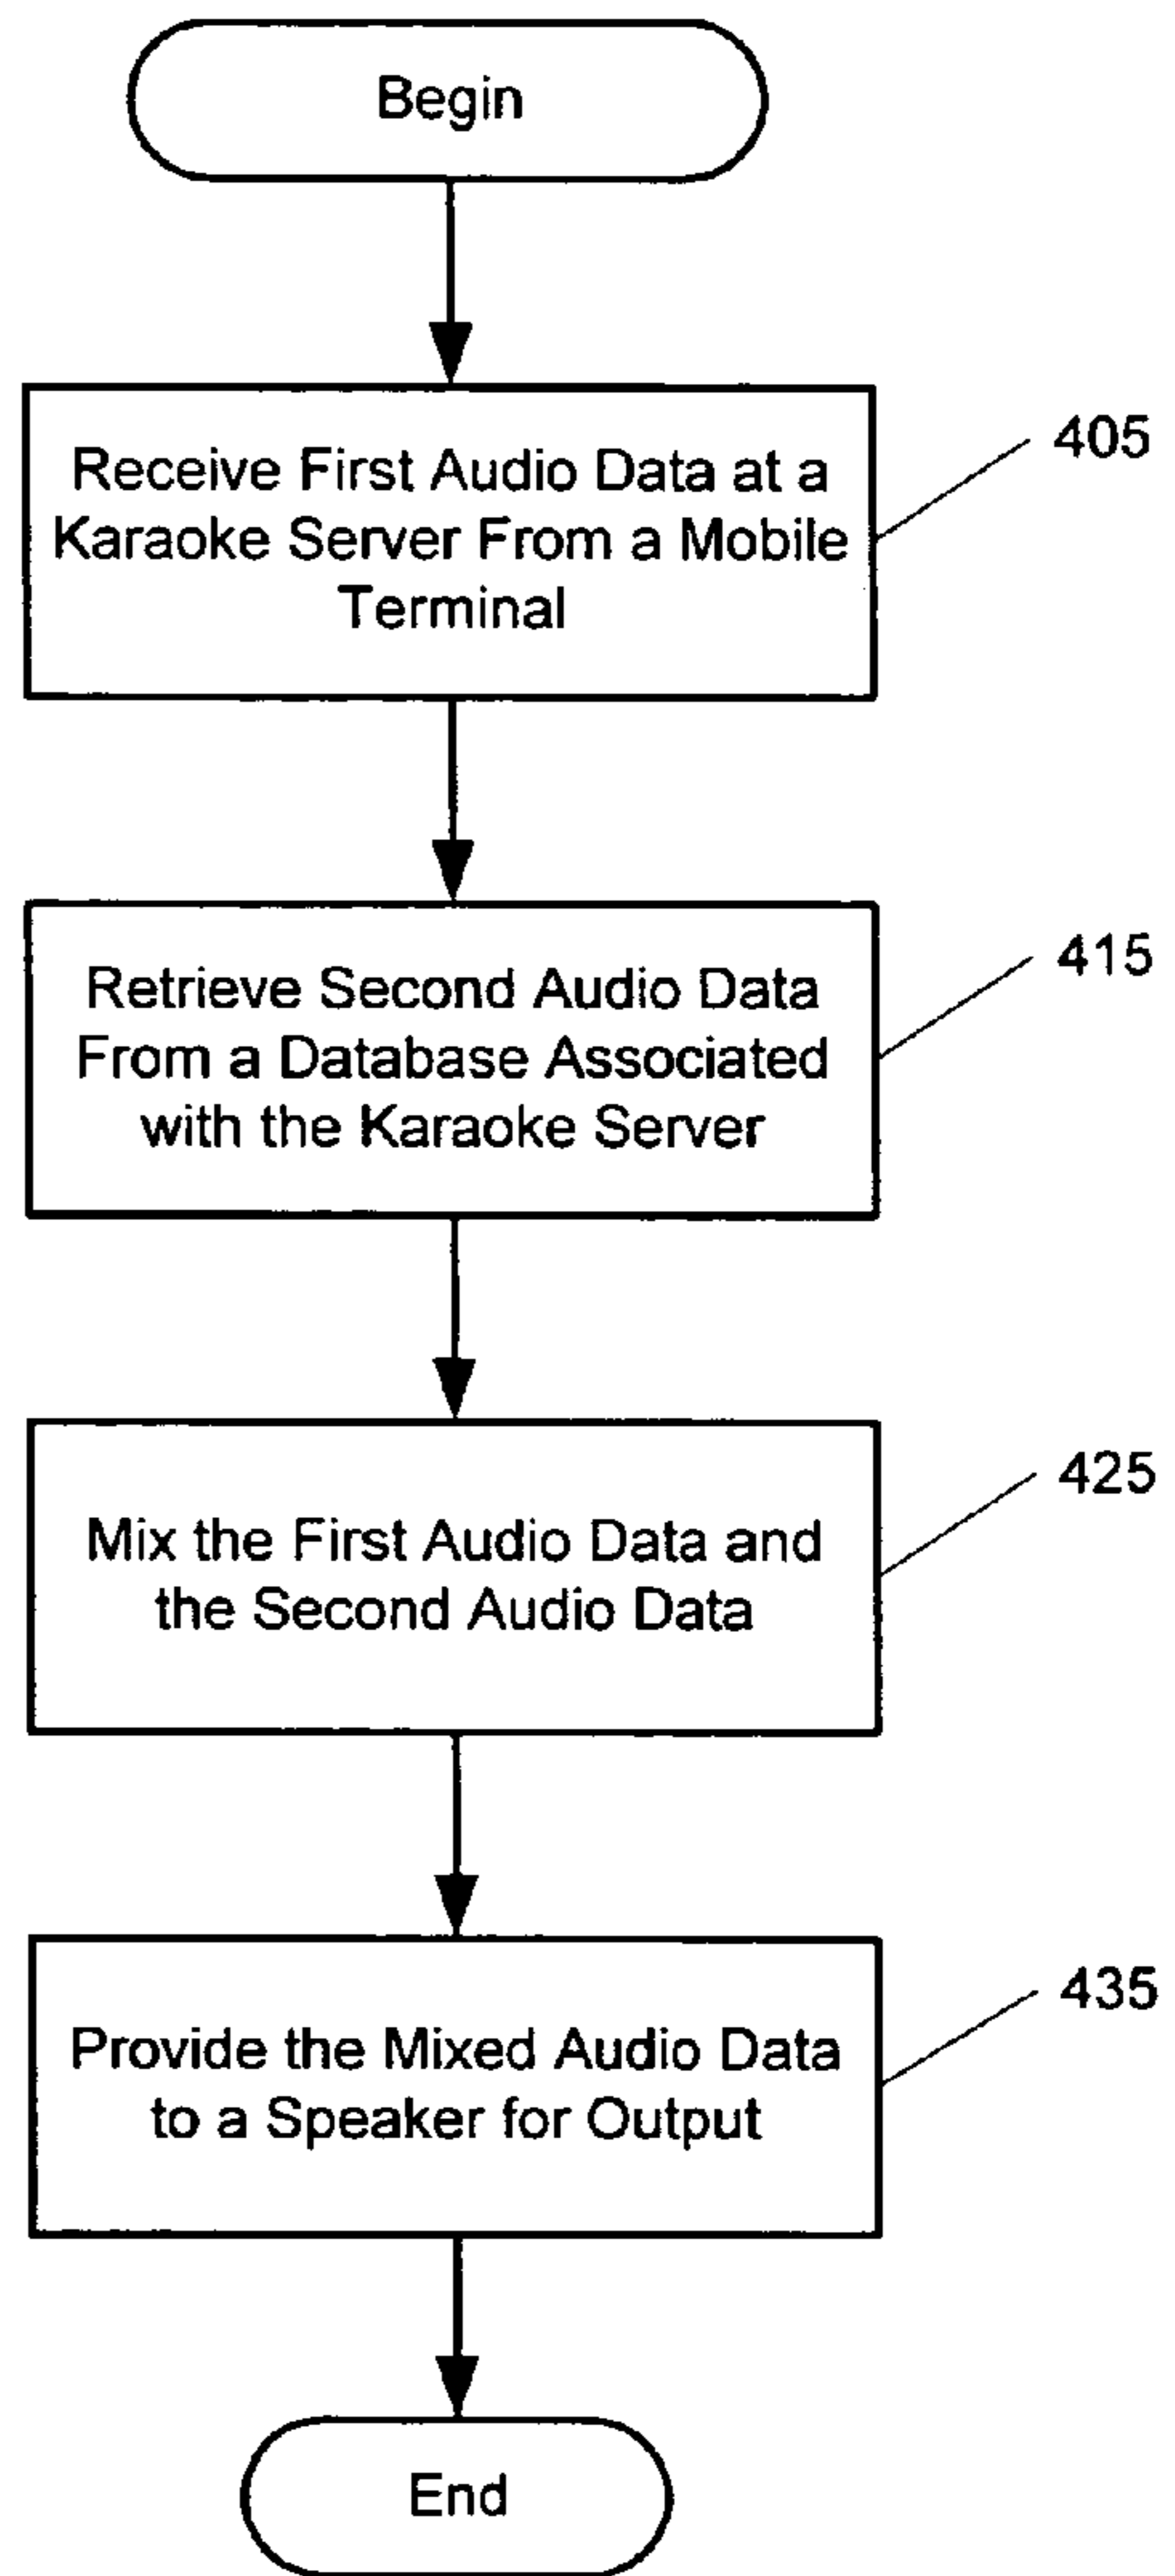 Begin
Receive First Audio Data at a
Karaoke Server From a Mobile
Terminal
405
Retrieve Second Audio Data
From a Database Associated
with the Karaoke Server
415
Mix the First Audio Data and
the Second Audio Data
425
Provide the Mixed Audio Data
to a Speaker for Output
435
End